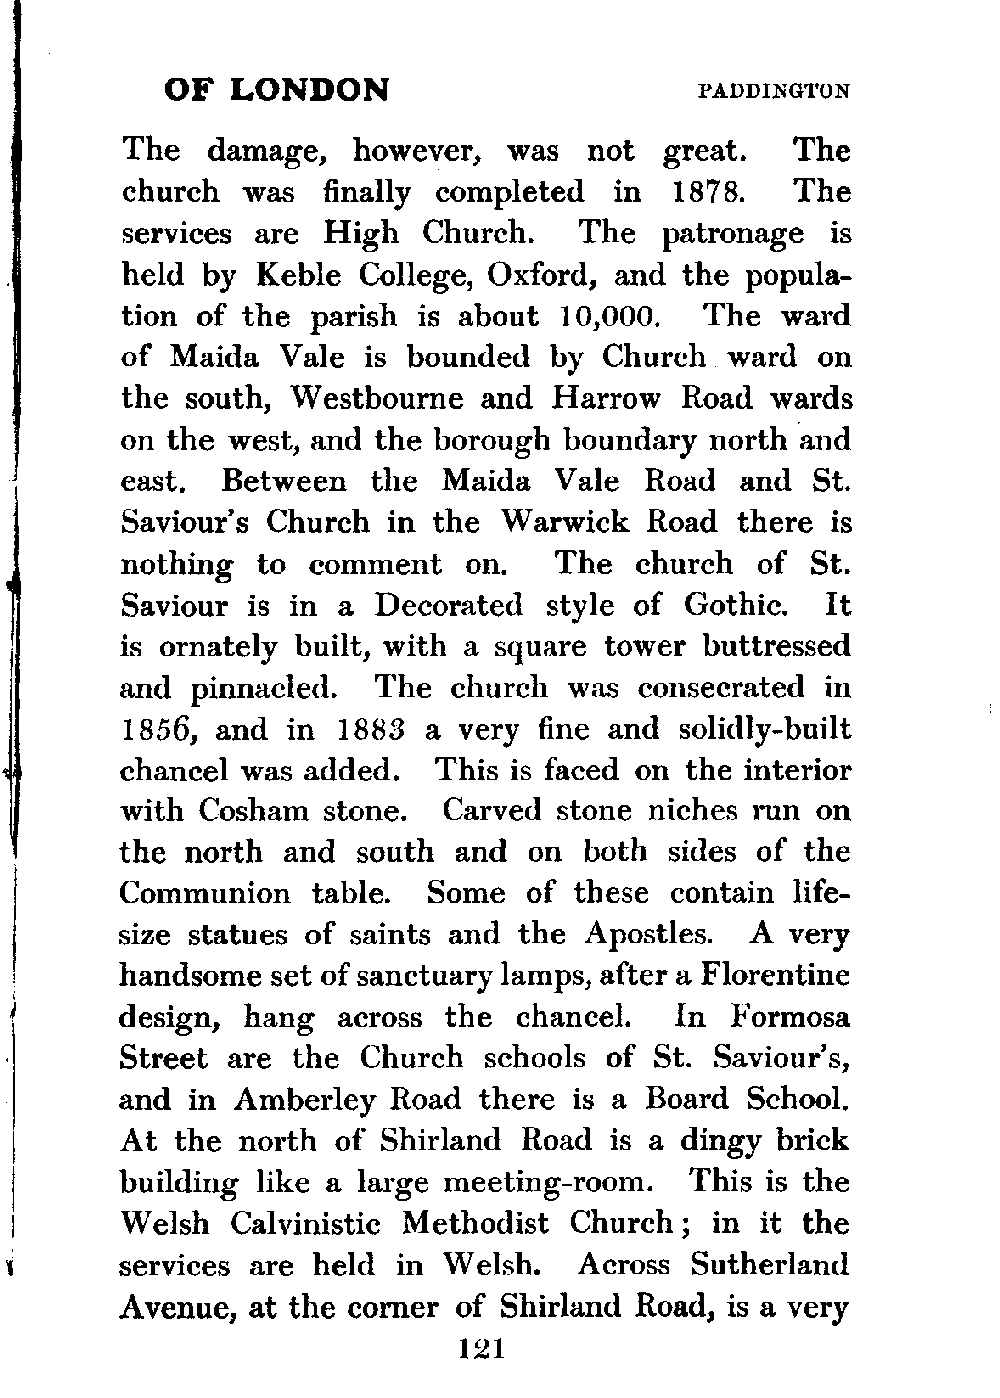 OF LONDON PADDINGTON
The damage, however, was not great. The
church was finally completed in 1878. The
services are High Church. The patronage is
held by Keble College, Oxford, and the popula-
tion of the parish is about 10,000. The ward
of Maida Vale is bounded by Church ward on
the south, Westbourne and Harrow Road wards
on the west, and the borough boundary north and
east. Between the Maida Vale Road and St.
Saviour's Church in the Warwick Road there is
nothing to comment on. The church of St.
Saviour is in a Decorated style of Gothic. It
is ornately built, with a square tower buttressed
and pinnacled. The church was consecrated in
1856, and in 1883 a very fine and solidly-built
chancel was added. This is faced on the interior
with Cosham stone. Carved stone niches run on
the north and south and on both sides of the
Communion table. Some of these contain life-
size statues of saints and the Apostles. A very
handsome set of sanctuary lamps, after a Florentine
design, hang across the chancel. In Formosa
Street are the Church schools of St. Saviour's,
and in Amberley Road there is a Board School.
At the north of Shirland Road is a dingy brick
building like a large meeting-room. This is the
Welsh Calvinistic Methodist Church; in it the
services are held in Welsh. Across Sutherland
Avenue, at the corner of Shirland Road, is a very
121